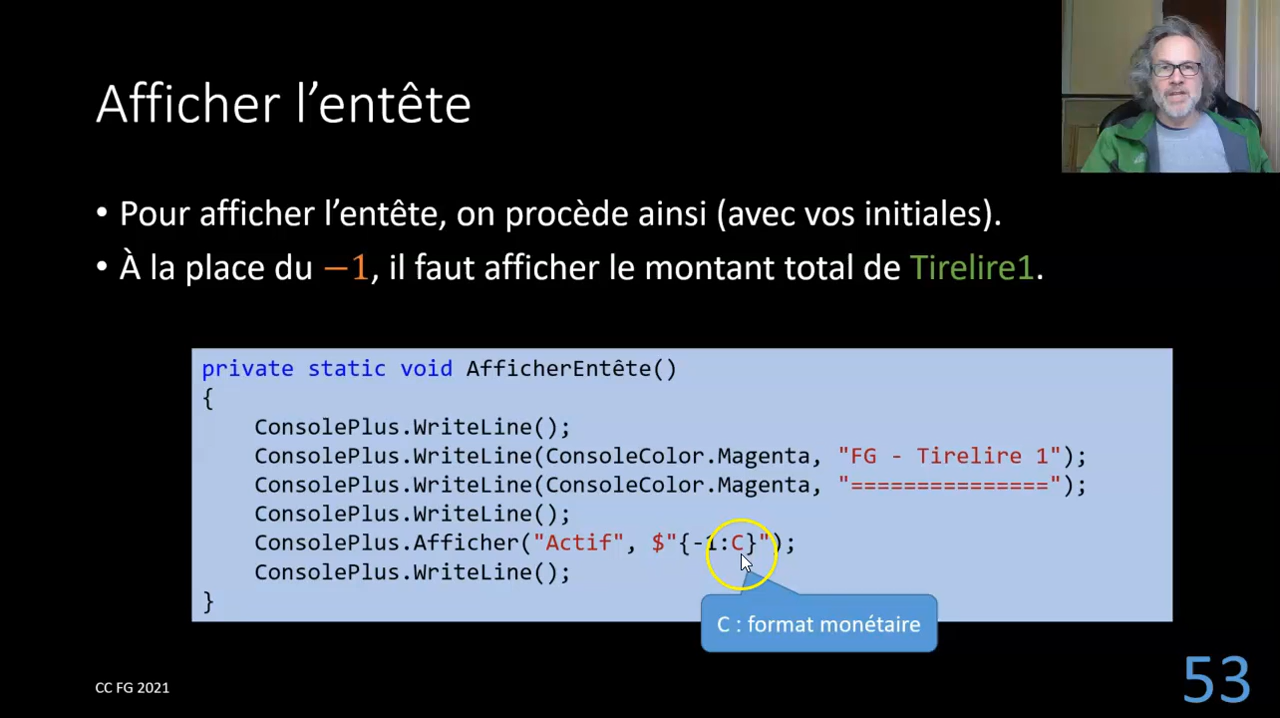 Afficher l’entête
• Pour afficher l’entête, on procède ainsi (avec vos initiales).
• À la place du −1, il faut afficher le montant total de Tirelire1.
private static void AfficherEntête()
{
    ConsolePlus.WriteLine();
    ConsolePlus.WriteLine(ConsoleColor.Magenta, "FG - Tirelire 1");
    ConsolePlus.WriteLine(ConsoleColor.Magenta, "===============");
    ConsolePlus.WriteLine();
    ConsolePlus.Afficher("Actif", $"{-1:C}");
    ConsolePlus.WriteLine();
}
C : format monétaire
CC FG 2021
53